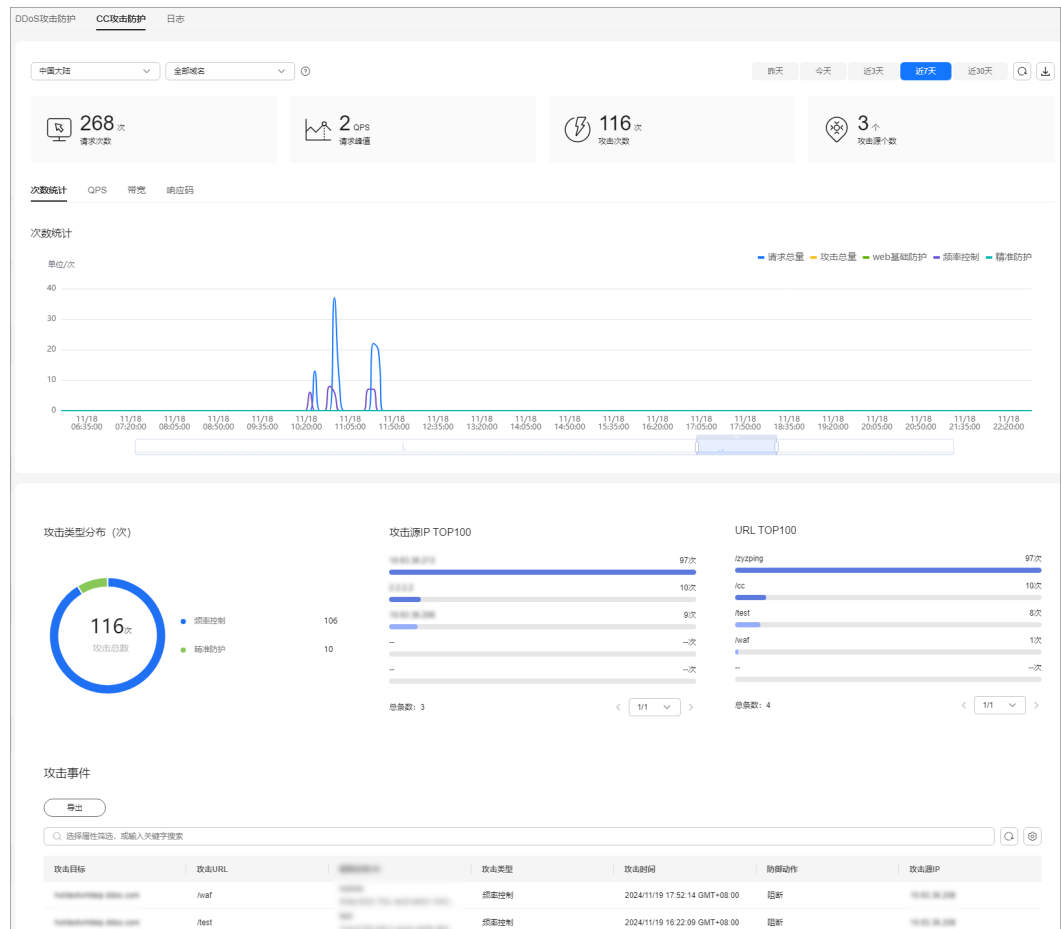 DDoS攻击防护 CC攻击防护 日志
中国大陆 全部域名 昨天 今天 近3天 近7天 近30天
268 次 2 QPS 116 次 3 个
请求次数 请求峰值 攻击次数 攻击源个数
次数统计 QPS 带宽 响应码
次数统计
单位/次 请求总量 攻击总量 web基础防护 频率控制 精准防护
40
30
20
10
0
11/18 11/18 11/18 11/18 11/18 11/18 11/18 11/18 11/18 11/18 11/18 11/18 11/18 11/18 11/18 11/18 11/18 11/18 11/18 11/18 11/18 11/18
06:35:00 07:20:00 08:05:00 08:50:00 09:35:00 10:20:00 11:05:00 11:50:00 12:35:00 13:20:00 14:05:00 14:50:00 15:35:00 16:20:00 17:05:00 17:50:00 18:35:00 19:20:00 20:05:00 20:50:00 21:35:00 22:20:00
攻击类型分布（次） 攻击源IP TOP100 URL TOP100
116次
攻击总数
频率控制 106
精准防护 10
97次
10次
9次
-- --次
-- --次
总条数：3 1/1
/zyzping 97次
/cc 10次
/test 8次
/waf 1次
-- --次
总条数：4 1/1
攻击事件
导出
选择属性筛选，或输入关键字搜索
攻击目标 攻击URL 攻击类型 攻击时间 防御动作 攻击源IP
/waf 频率控制 2024/11/19 17:52:14 GMT+08:00 阻断
/test 频率控制 2024/11/19 16:22:09 GMT+08:00 阻断